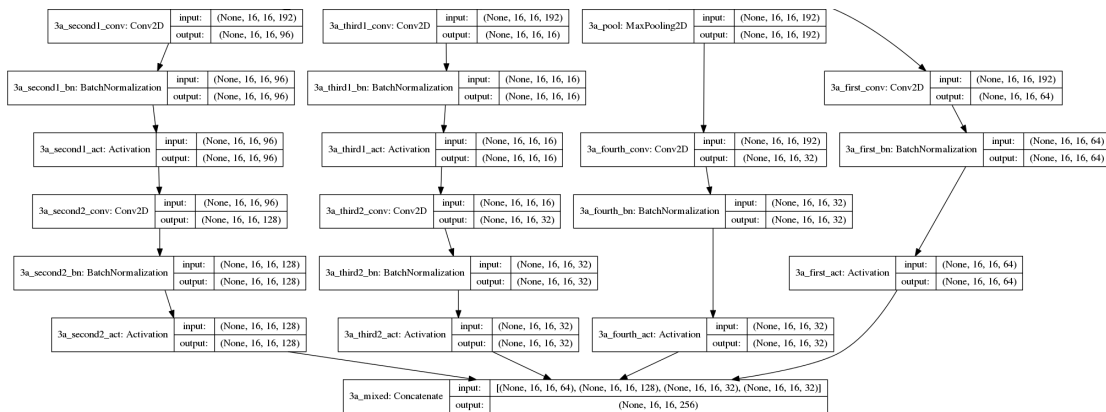 3a_second1_conv: Conv2D input: (None, 16, 16, 192) output: (None, 16, 16, 96)
3a_third1_conv: Conv2D input: (None, 16, 16, 192) output: (None, 16, 16, 16)
3a_pool: MaxPooling2D input: (None, 16, 16, 192) output: (None, 16, 16, 192)
3a_second1_bn: BatchNormalization input: (None, 16, 16, 96) output: (None, 16, 16, 96)
3a_third1_bn: BatchNormalization input: (None, 16, 16, 16) output: (None, 16, 16, 16)
3a_first_conv: Conv2D input: (None, 16, 16, 192) output: (None, 16, 16, 64)
3a_second1_act: Activation input: (None, 16, 16, 96) output: (None, 16, 16, 96)
3a_third1_act: Activation input: (None, 16, 16, 16) output: (None, 16, 16, 16)
3a_fourth_conv: Conv2D input: (None, 16, 16, 192) output: (None, 16, 16, 32)
3a_first_bn: BatchNormalization input: (None, 16, 16, 64) output: (None, 16, 16, 64)
3a_second2_conv: Conv2D input: (None, 16, 16, 96) output: (None, 16, 16, 128)
3a_third2_conv: Conv2D input: (None, 16, 16, 16) output: (None, 16, 16, 32)
3a_fourth_bn: BatchNormalization input: (None, 16, 16, 32) output: (None, 16, 16, 32)
3a_second2_bn: BatchNormalization input: (None, 16, 16, 128) output: (None, 16, 16, 128)
3a_third2_bn: BatchNormalization input: (None, 16, 16, 32) output: (None, 16, 16, 32)
3a_first_act: Activation input: (None, 16, 16, 64) output: (None, 16, 16, 64)
3a_second2_act: Activation input: (None, 16, 16, 128) output: (None, 16, 16, 128)
3a_third2_act: Activation input: (None, 16, 16, 32) output: (None, 16, 16, 32)
3a_fourth_act: Activation input: (None, 16, 16, 32) output: (None, 16, 16, 32)
3a_mixed: Concatenate input: [(None, 16, 16, 64), (None, 16, 16, 128), (None, 16, 16, 32), (None, 16, 16, 32)] output: (None, 16, 16, 256)